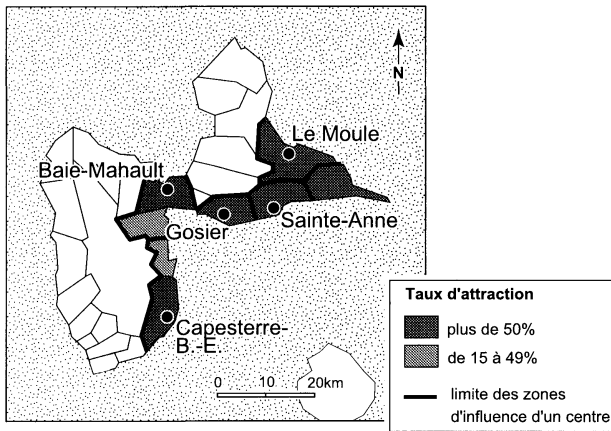 N
Le Moule
Baie-Mahault
Gosier
Sainte-Anne
Capesterre-
B.-E.
0 10 20km
Taux d'attraction
plus de 50%
de 15 à 49%
limite des zones
d'influence d'un centre